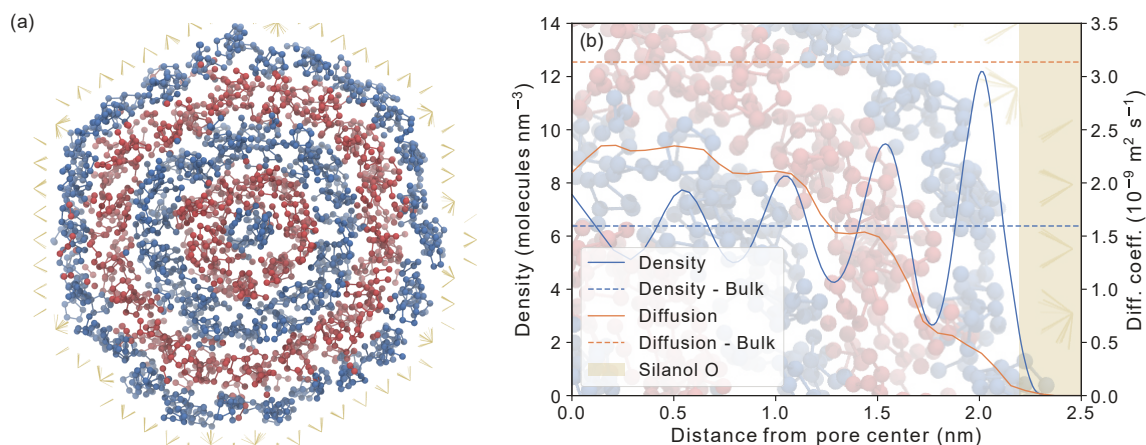 (a)
(b)
14
12
10
8
6
4
2
0
Density (molecules nm⁻³)
3.5
3.0
2.5
2.0
1.5
1.0
0.5
0.0
Diff. coeff. (10⁻⁹ m² s⁻¹)
Density
Density - Bulk
Diffusion
Diffusion - Bulk
Silanol O
0.0 0.5 1.0 1.5 2.0 2.5
Distance from pore center (nm)